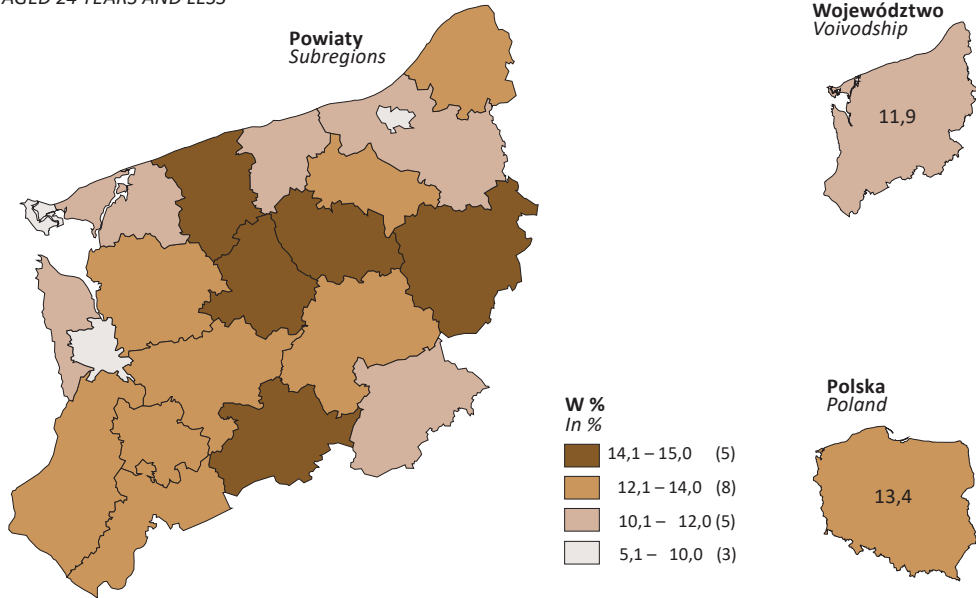 AGED 24 YEARS AND LESS
Powiaty
Subregions
Województwo
Voivodship
11,9
Polska
Poland
13,4
W %
In %
14,1 – 15,0 (5)
12,1 – 14,0 (8)
10,1 – 12,0 (5)
5,1 – 10,0 (3)